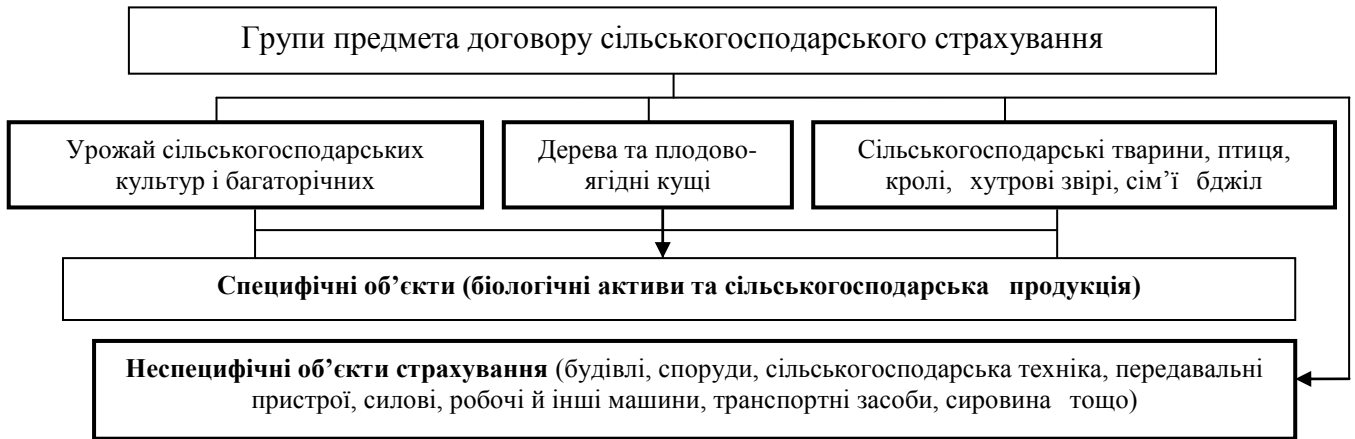 Групи предмета договору сільськогосподарського страхування
Урожай сільськогосподарських
культур і багаторічних
Дерева та плодово-
ягідні кущі
Сільськогосподарські тварини, птиця,
кролі, хутрові звірі, сім’ї бджіл
Специфічні об’єкти (біологічні активи та сільськогосподарська продукція)
Неспецифічні об’єкти страхування (будівлі, споруди, сільськогосподарська техніка, передавальні
пристрої, силові, робочі й інші машини, транспортні засоби, сировина тощо)